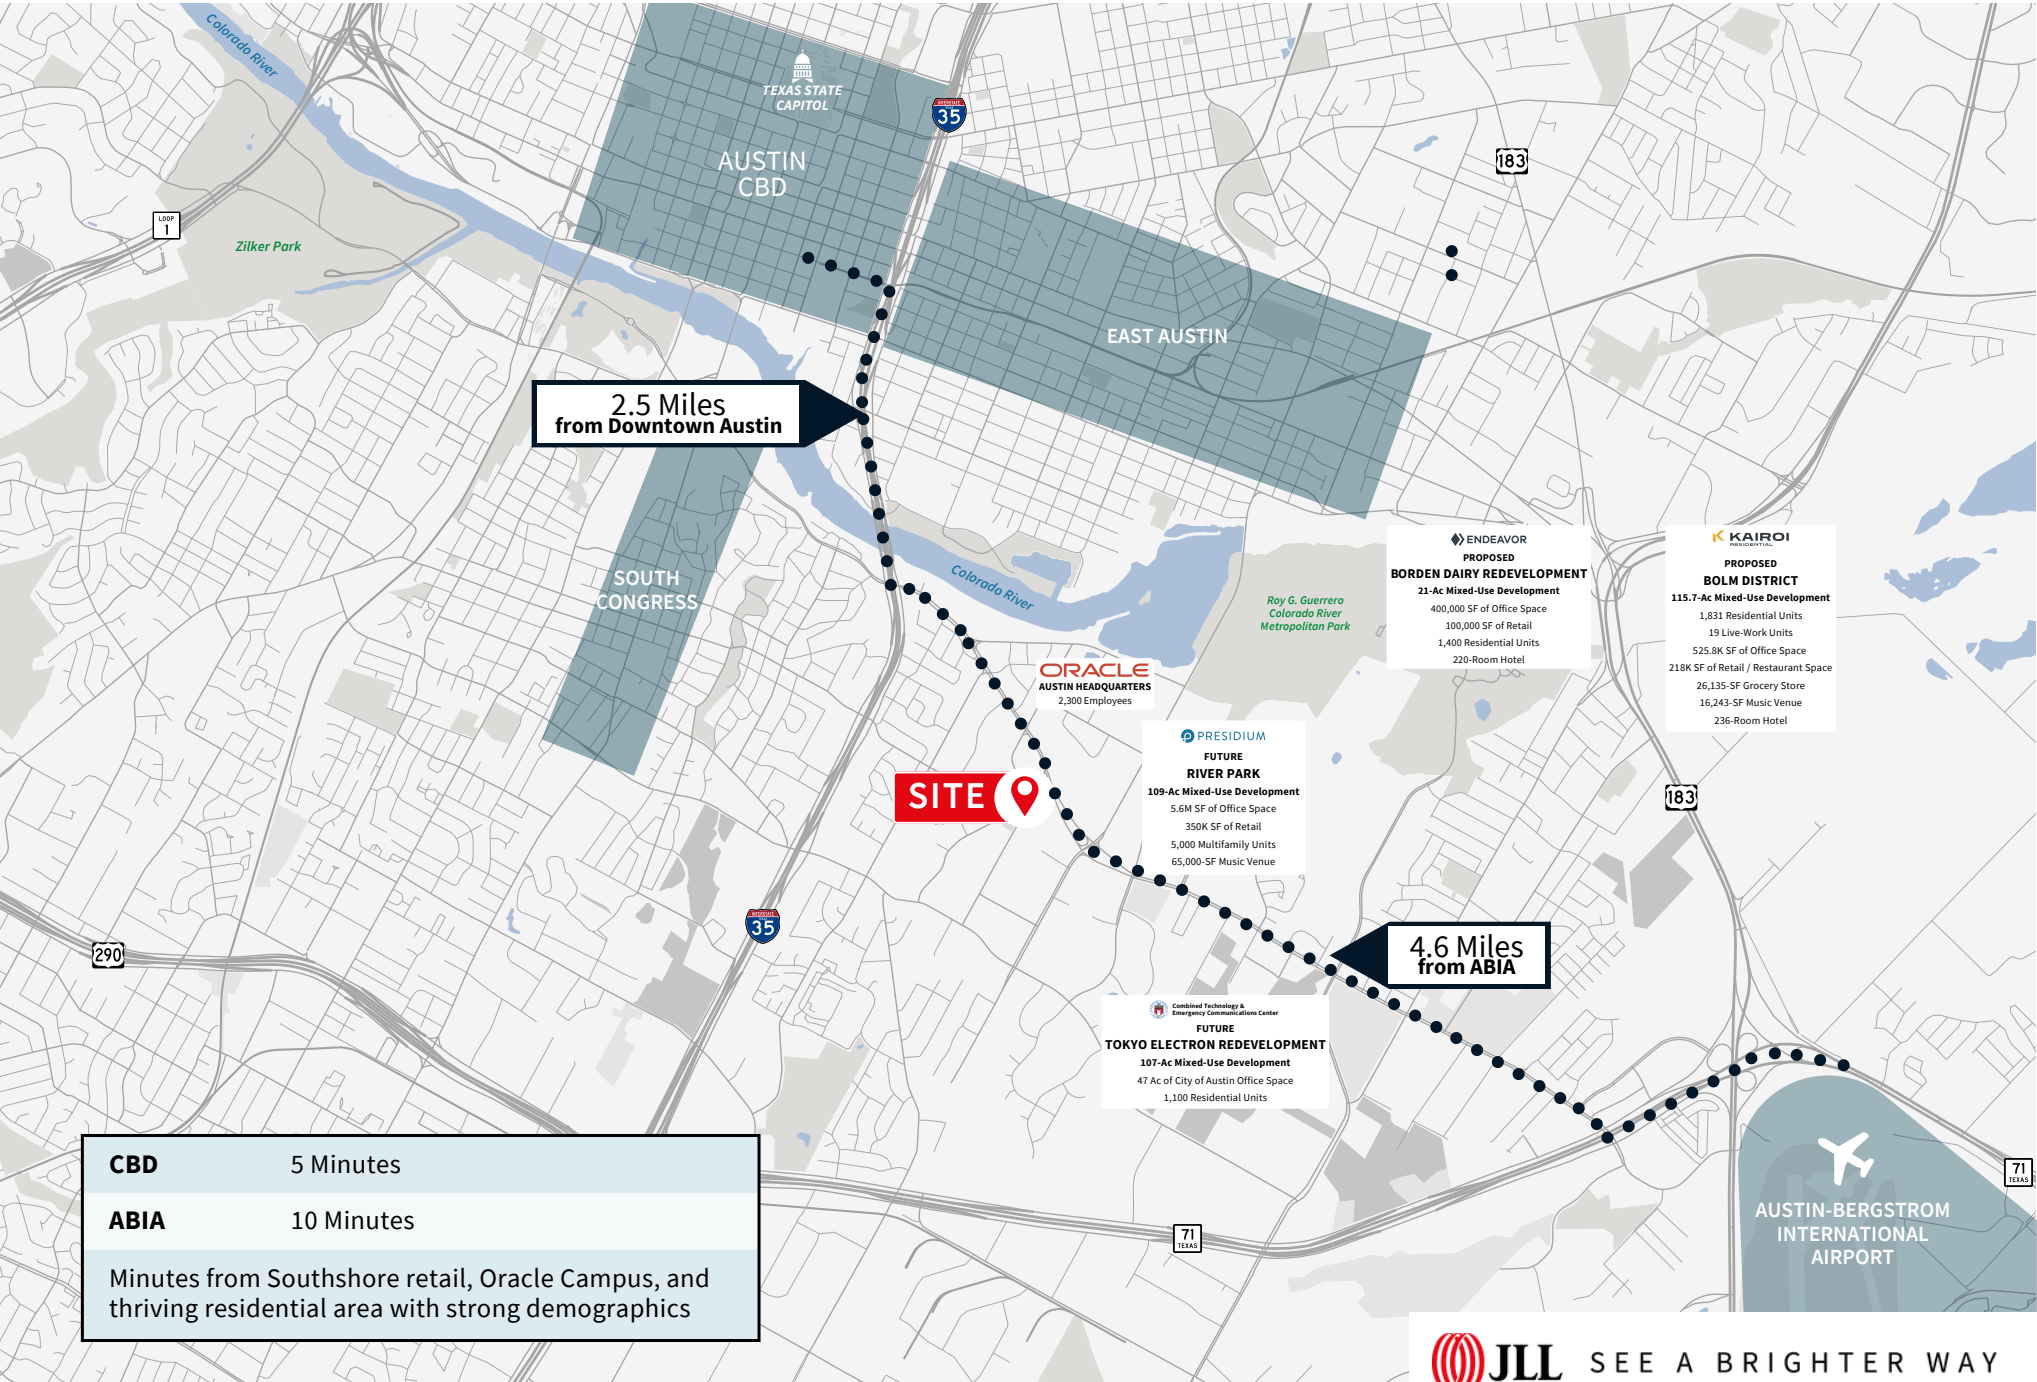 Colorado River
TEXAS STATE
CAPITOL
INTERSTATE
35
AUSTIN
CBD
183
LOOP
1
Zilker Park
EAST AUSTIN
2.5 Miles
from Downtown Austin
SOUTH
CONGRESS
Colorado River
Roy G. Guerrero
Colorado River
Metropolitan Park
ENDEAVOR
PROPOSED
BORDEN DAIRY REDEVELOPMENT
21-Ac Mixed-Use Development
400,000 SF of Office Space
100,000 SF of Retail
1,400 Residential Units
220-Room Hotel
KAIROI
RESIDENTIAL
PROPOSED
BOLM DISTRICT
115.7-Ac Mixed-Use Development
1,831 Residential Units
19 Live-Work Units
525.8K SF of Office Space
218K SF of Retail / Restaurant Space
26,135-SF Grocery Store
16,243-SF Music Venue
236-Room Hotel
ORACLE
AUSTIN HEADQUARTERS
2,300 Employees
PRESIDIUM
FUTURE
RIVER PARK
109-Ac Mixed-Use Development
5.6M SF of Office Space
350K SF of Retail
5,000 Multifamily Units
65,000-SF Music Venue
SITE
183
INTERSTATE
35
290
4.6 Miles
from ABIA
Combined Technology &
Emergency Communications Center
FUTURE
TOKYO ELECTRON REDEVELOPMENT
107-Ac Mixed-Use Development
47 Ac of City of Austin Office Space
1,100 Residential Units
CBD 5 Minutes
ABIA 10 Minutes
Minutes from Southshore retail, Oracle Campus, and
thriving residential area with strong demographics
71
TEXAS
71
TEXAS
AUSTIN-BERGSTROM
INTERNATIONAL
AIRPORT
JLL SEE A BRIGHTER WAY